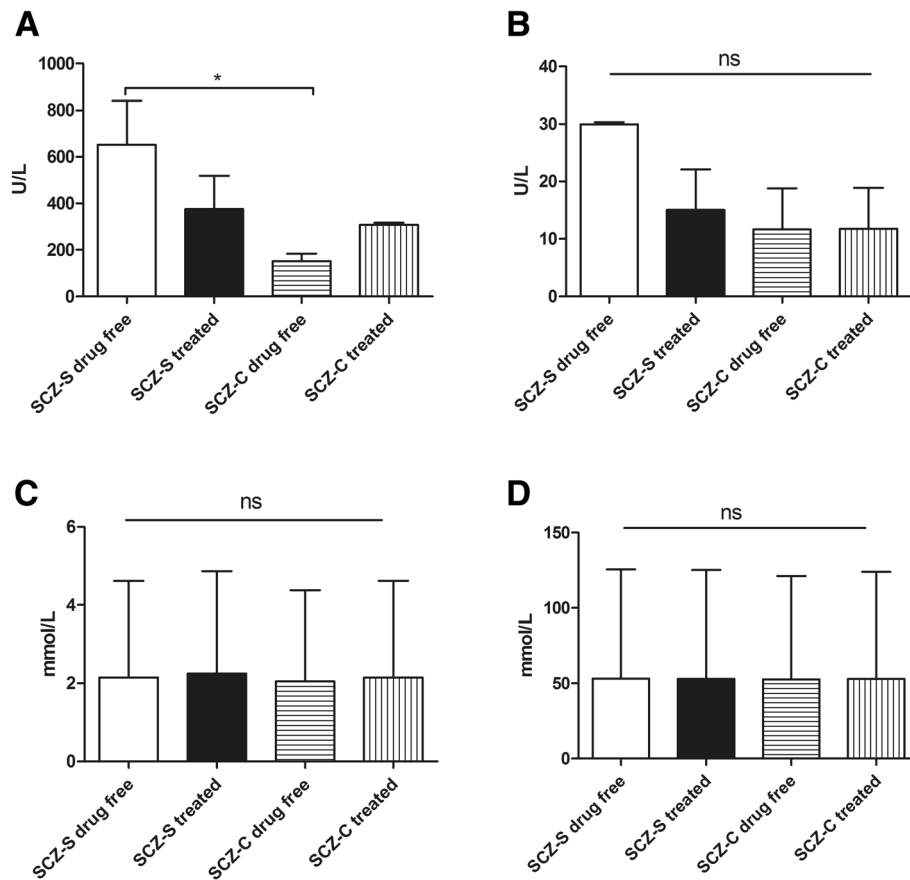 A
*
U/L
1000
800
600
400
200
0
SCZ-S drug free
SCZ-S treated
SCZ-C drug free
SCZ-C treated
B
ns
U/L
40
30
20
10
0
SCZ-S drug free
SCZ-S treated
SCZ-C drug free
SCZ-C treated
C
ns
mmol/L
6
4
2
0
SCZ-S drug free
SCZ-S treated
SCZ-C drug free
SCZ-C treated
D
ns
mmol/L
150
100
50
0
SCZ-S drug free
SCZ-S treated
SCZ-C drug free
SCZ-C treated